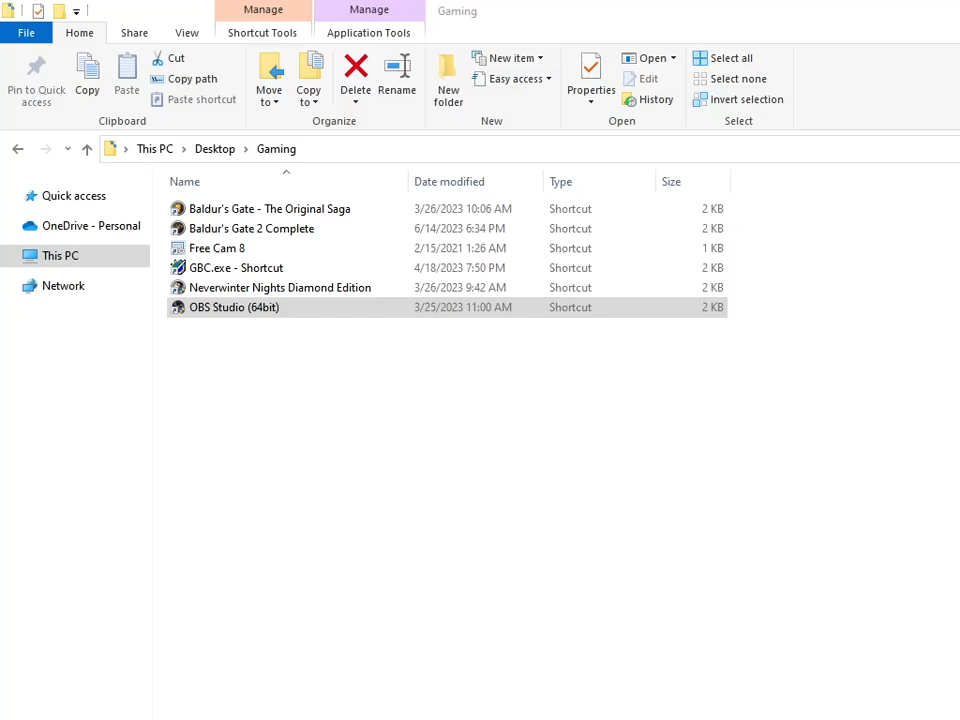 Manage Manage Gaming
File Home Share View Shortcut Tools Application Tools
Pin to Quick access
Copy
Paste
Cut
Copy path
Paste shortcut
Clipboard
Move to
Copy to
Delete
Rename
Organize
New folder
New item
Easy access
New
Properties
Open
Edit
History
Open
Select all
Select none
Invert selection
Select
This PC › Desktop › Gaming
Quick access
OneDrive - Personal
This PC
Network
Name Date modified Type Size
Baldur's Gate - The Original Saga 3/26/2023 10:06 AM Shortcut 2 KB
Baldur's Gate 2 Complete 6/14/2023 6:34 PM Shortcut 2 KB
Free Cam 8 2/15/2021 1:26 AM Shortcut 1 KB
GBC.exe - Shortcut 4/18/2023 7:50 PM Shortcut 2 KB
Neverwinter Nights Diamond Edition 3/26/2023 9:42 AM Shortcut 2 KB
OBS Studio (64bit) 3/25/2023 11:00 AM Shortcut 2 KB